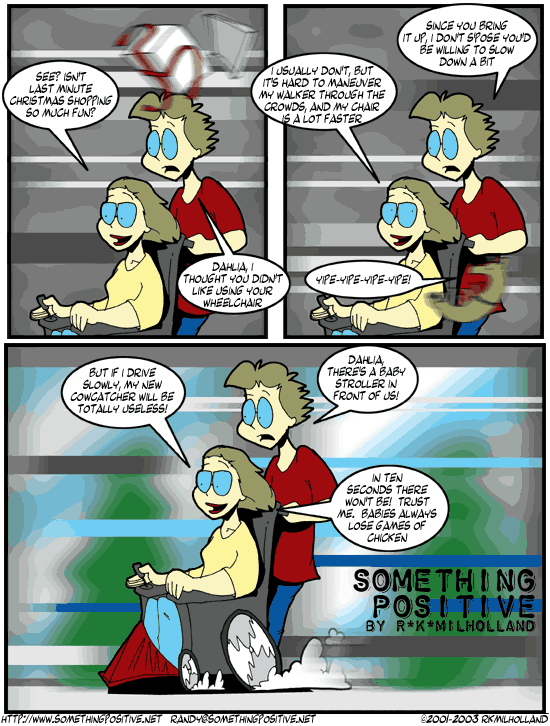 SEE? ISN'T
LAST MINUTE
CHRISTMAS SHOPPING
SO MUCH FUN?
DAHLIA, I
THOUGHT YOU DIDN'T
LIKE USING YOUR
WHEELCHAIR
SINCE YOU BRING
IT UP, I DON'T SPOSE YOU'D
BE WILLING TO SLOW
DOWN A BIT
I USUALLY DON'T, BUT
IT'S HARD TO MANEUVER
MY WALKER THROUGH THE
CROWDS, AND MY CHAIR
IS A LOT FASTER
YIPE-YIPE-YIPE-YIPE!
BUT IF I DRIVE
SLOWLY, MY NEW
COWCATCHER WILL BE
TOTALLY USELESS!
DAHLIA,
THERE'S A BABY
STROLLER IN
FRONT OF US!
IN TEN
SECONDS THERE
WON'T BE! TRUST
ME. BABIES ALWAYS
LOSE GAMES OF
CHICKEN
SOMETHING
POSITIVE
BY R*K*MILHOLLAND
HTTP://WWW.SOMETHINGPOSITIVE.NET RANDY@SOMETHINGPOSITIVE.NET ©2001-2003 RKMILHOLLAND